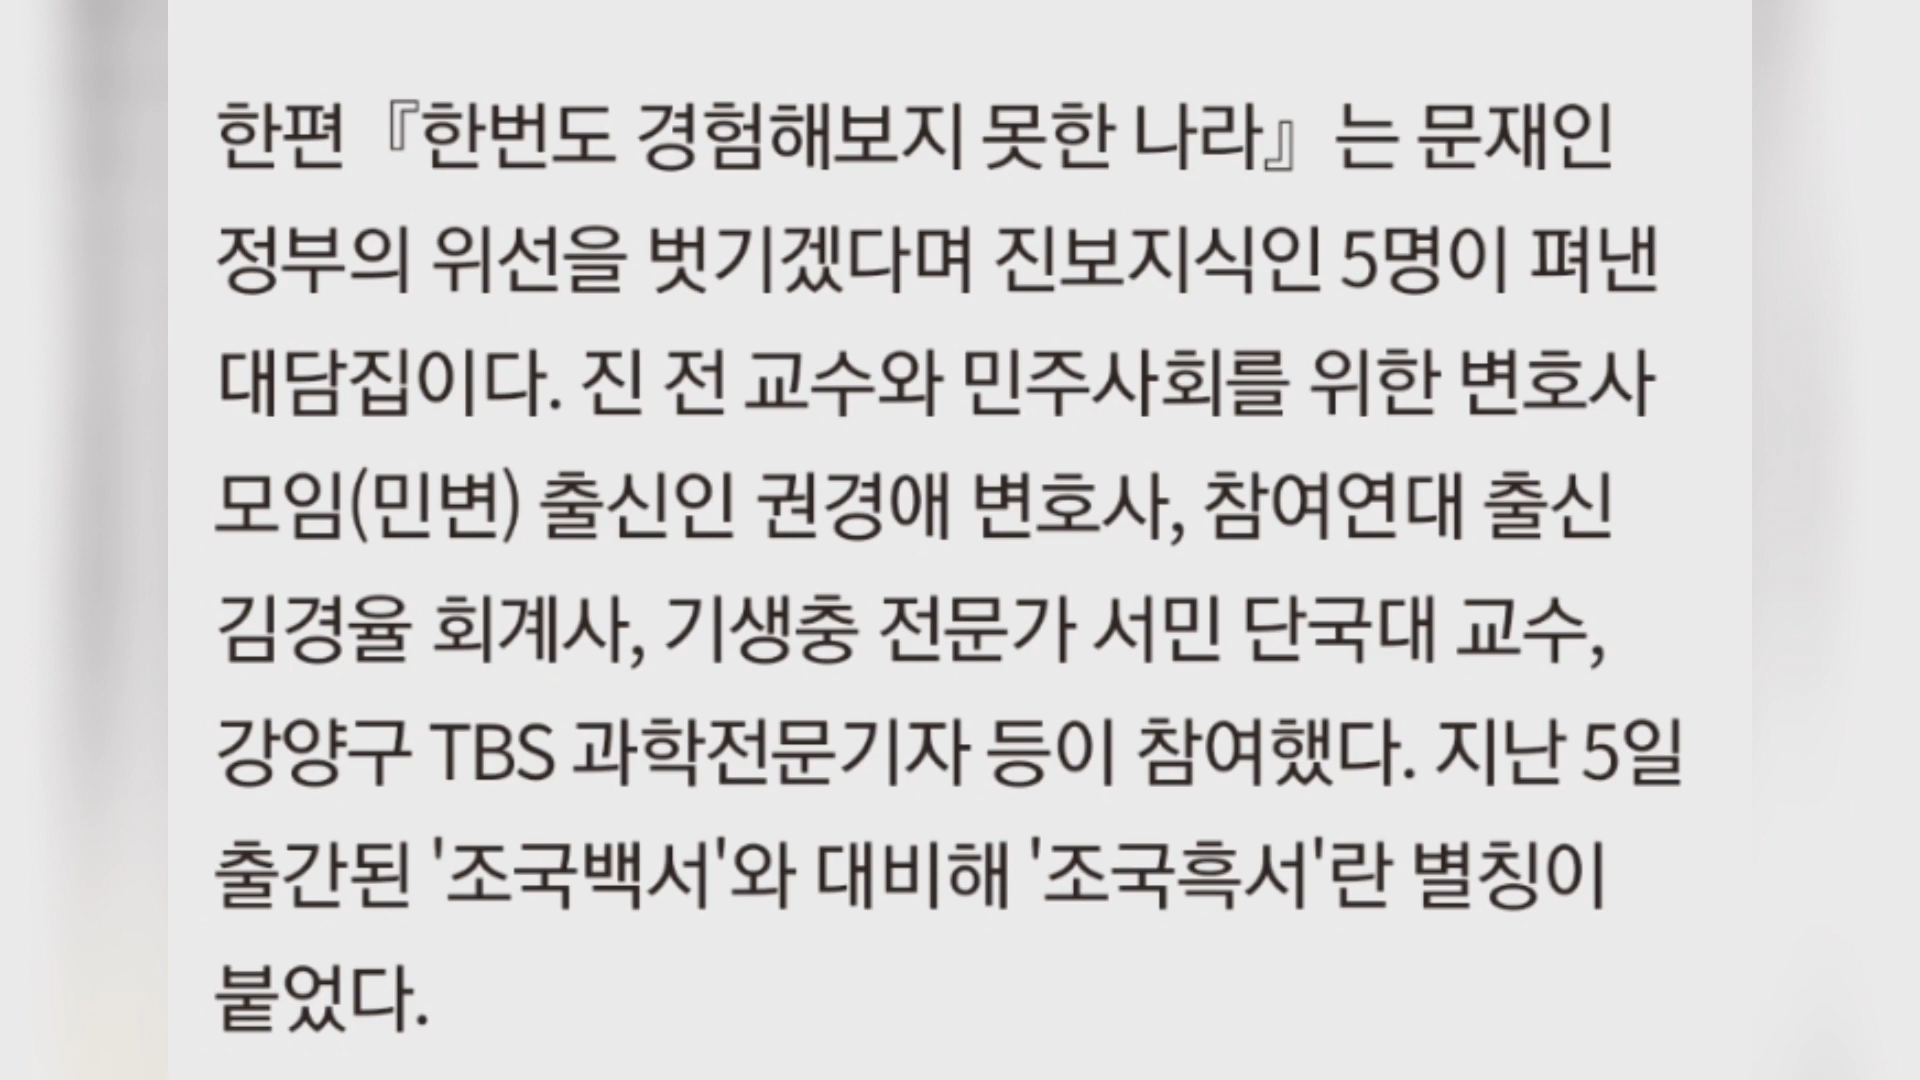 한편『한번도 경험해보지 못한 나라』는 문재인
정부의 위선을 벗기겠다며 진보지식인 5명이 펴낸
대담집이다. 진 전 교수와 민주사회를 위한 변호사
모임(민변) 출신인 권경애 변호사, 참여연대 출신
김경율 회계사, 기생충 전문가 서민 단국대 교수,
강양구 TBS 과학전문기자 등이 참여했다. 지난 5일
출간된 '조국백서'와 대비해 '조국흑서'란 별칭이
붙었다.